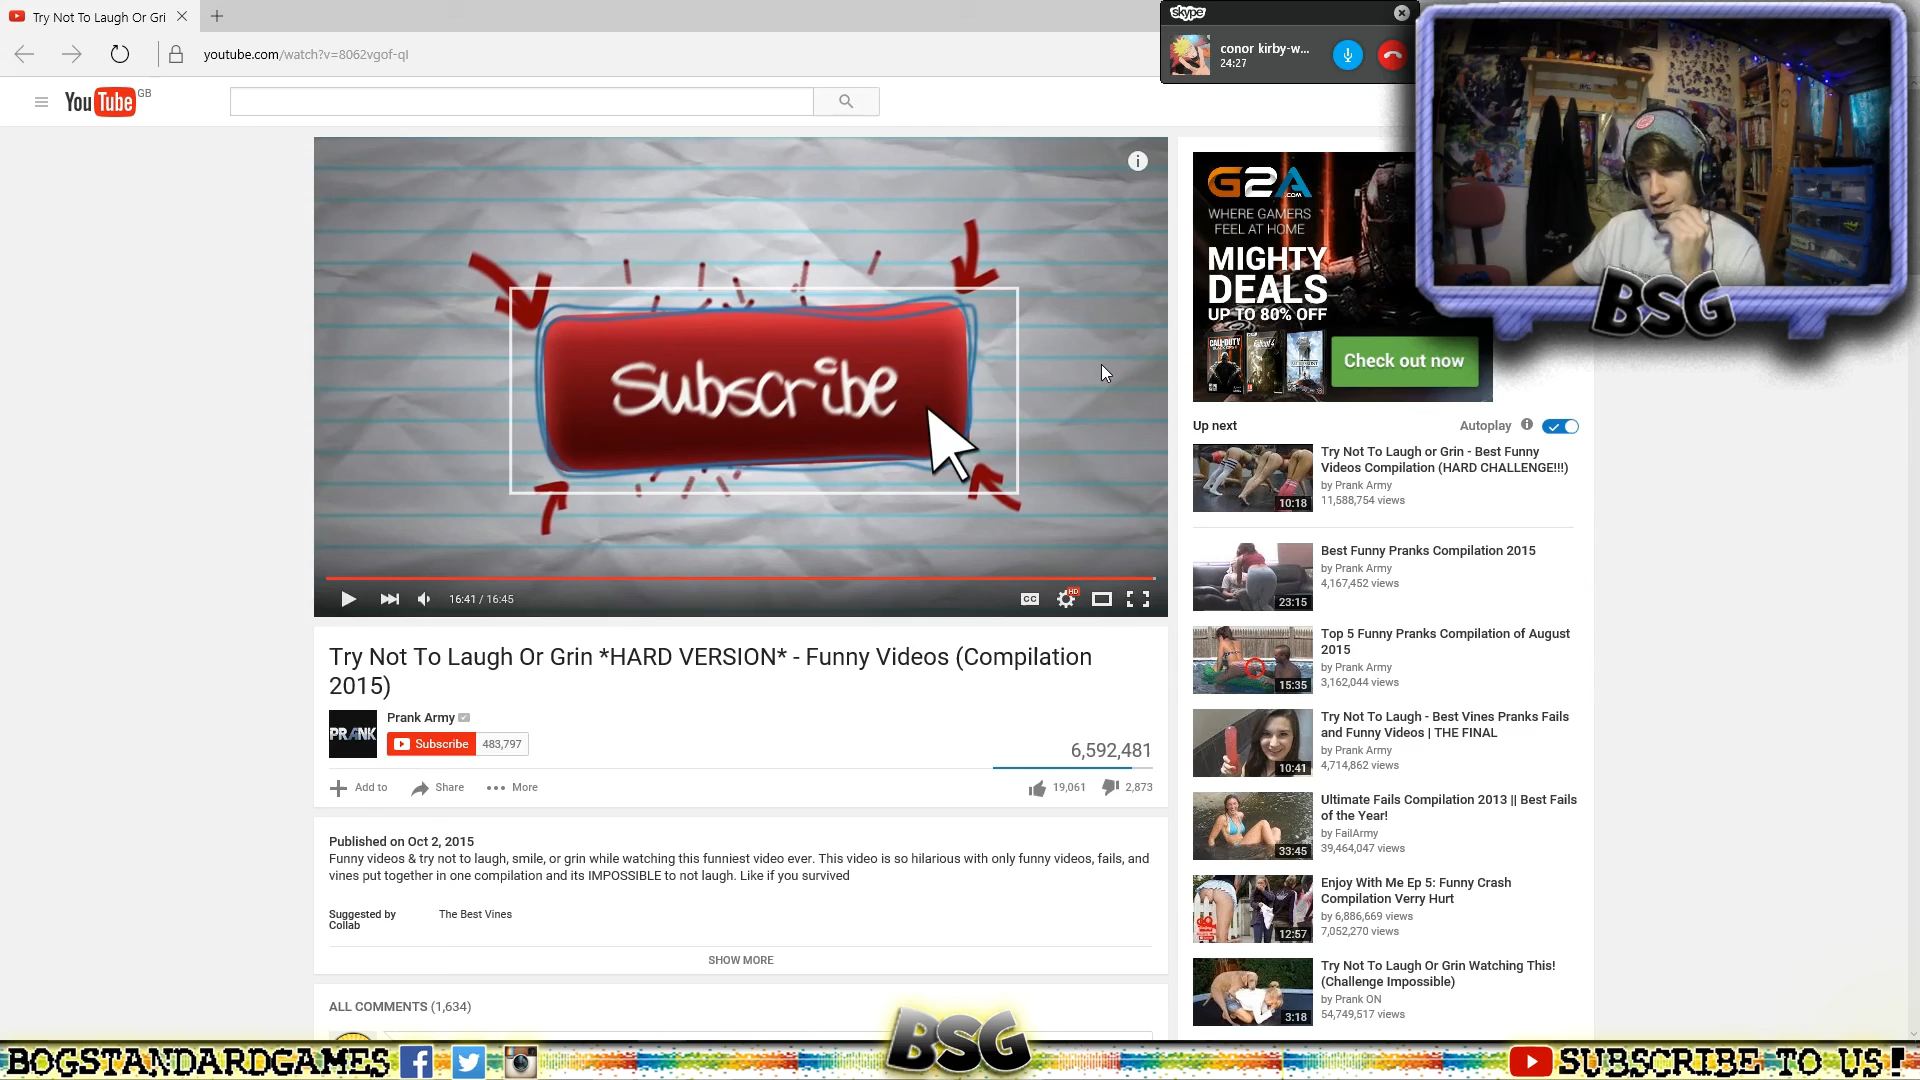 Try Not To Laugh Or Gri
youtube.com/watch?v=8062vgof-qI
skype
conor kirby-w...
24:27
YouTube GB
Subscribe
16:41 / 16:45
CC
HD
G2A.COM
WHERE GAMERS
FEEL AT HOME
MIGHTY
DEALS
UP TO 80% OFF
Check out now
BSG
Up next
Autoplay
Try Not To Laugh or Grin - Best Funny
Videos Compilation (HARD CHALLENGE!!!)
by Prank Army
11,588,754 views
10:18
Best Funny Pranks Compilation 2015
by Prank Army
4,167,452 views
23:15
Top 5 Funny Pranks Compilation of August
2015
by Prank Army
3,162,044 views
15:35
Try Not To Laugh - Best Vines Pranks Fails
and Funny Videos | THE FINAL
by Prank Army
4,714,862 views
10:41
Ultimate Fails Compilation 2013 || Best Fails
of the Year!
by FailArmy
39,464,047 views
33:45
Enjoy With Me Ep 5: Funny Crash
Compilation Verry Hurt
by 6,886,669 views
7,052,270 views
12:57
Try Not To Laugh Or Grin Watching This!
(Challenge Impossible)
by Prank ON
54,749,517 views
3:18
Try Not To Laugh Or Grin *HARD VERSION* - Funny Videos (Compilation
2015)
PRANK
Prank Army
Subscribe 483,797
6,592,481
Add to Share More
19,061 2,873
Published on Oct 2, 2015
Funny videos & try not to laugh, smile, or grin while watching this funniest video ever. This video is so hilarious with only funny videos, fails, and
vines put together in one compilation and its IMPOSSIBLE to not laugh. Like if you survived
Suggested by
Collab
The Best Vines
SHOW MORE
ALL COMMENTS (1,634)
BOGSTANDARDGAMES
BSG
SUBSCRIBE TO US!